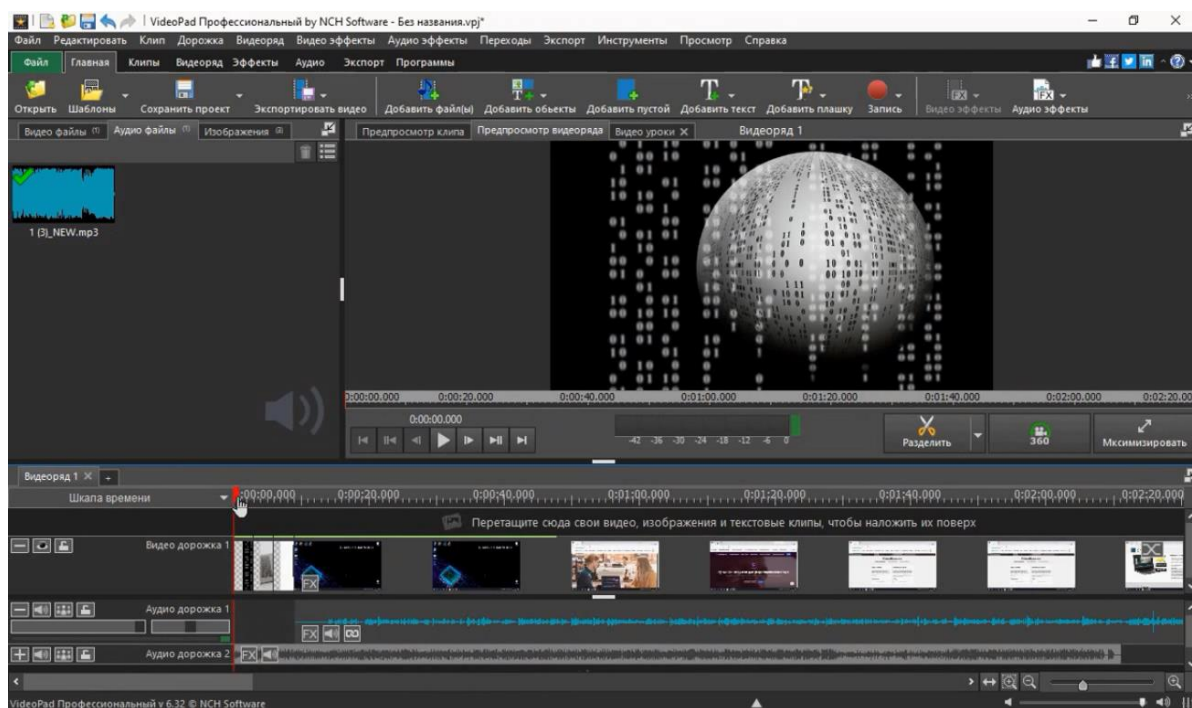 VideoPad Профессиональный by NCH Software - Без названия.vpj*
Файл Редактировать Клип Дорожка Видеоряд Видео эффекты Аудио эффекты Переходы Экспорт Инструменты Просмотр Справка
Файл Главная Клипы Видеоряд Эффекты Аудио Экспорт Программы
Открыть Шаблоны Сохранить проект Экспортировать видео Добавить файл(ы) Добавить объекты Добавить пустой Добавить текст Добавить плашку Запись Видео эффекты Аудио эффекты
Видео файлы (1) Аудио файлы (1) Изображения Предпросмотр клипа Предпросмотр видеоряда Видео уроки Видеоряд 1
1 (3)_NEW.mp3
0:00:00.000 0:00:20.000 0:00:40.000 0:01:00.000 0:01:20.000 0:01:40.000 0:02:00.000 0:02:20.00
0:00:00.000
-42 -36 -30 -24 -18 -12 -6 0
Разделить 360 Мксимизировать
Видеоряд 1
Шкала времени 0:00:00,000 0:00:20.000 0:00:40.000 0:01:00.000 0:01:20.000 0:01:40.000 0:02:00.000 0:02:20.000
Перетащите сюда свои видео, изображения и текстовые клипы, чтобы наложить их поверх
Видео дорожка 1
FX
Аудио дорожка 1
FX
Аудио дорожка 2 FX
VideoPad Профессиональный v 6.32 © NCH Software